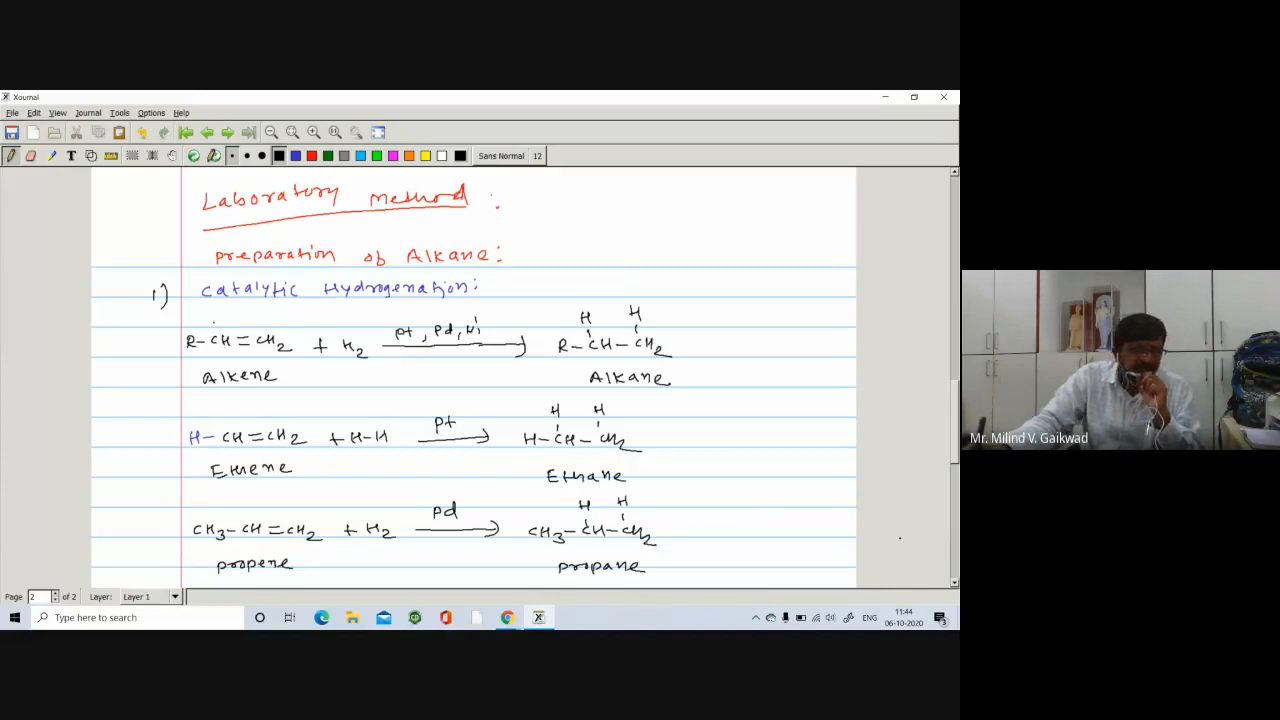 Xournal
File Edit View Journal Tools Options Help
Sans Normal 12
Laboratory method :
preparation of Alkane:
1) catalytic Hydrogenation:
H H
R-CH=CH2 + H2 Pt, Pd, Ni R-CH-CH2
Alkene Alkane
H H
H-CH=CH2 + H-H Pt H-CH-CH2
Ethene Ethane
H H
CH3-CH=CH2 + H2 Pd CH3-CH-CH2
propene propane
Mr. Milind V. Gaikwad
Page 2 of 2 Layer: Layer 1
Type here to search
ENG 11:44
06-10-2020 3